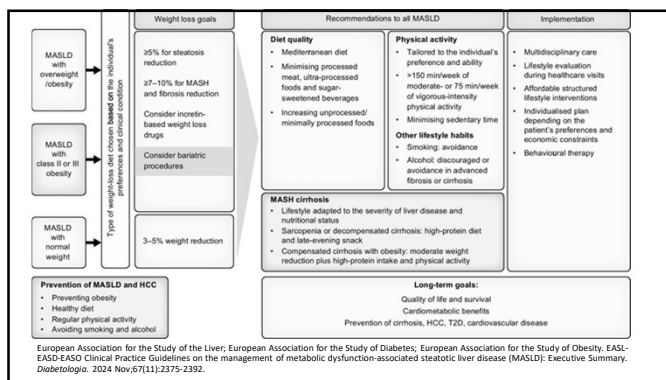 Weight loss goals
Recommendations to all MASLD
Implementation
MASLD
with
overweight
/obesity
MASLD
with
class II or III
obesity
MASLD
with
normal
weight
Type of weight-loss diet chosen based on the individual's
preferences and clinical condition
≥5% for steatosis
reduction
≥7–10% for MASH
and fibrosis reduction
Consider incretin-
based weight loss
drugs
Consider bariatric
procedures
3–5% weight reduction
Diet quality
• Mediterranean diet
• Minimising processed
meat, ultra-processed
foods and sugar-
sweetened beverages
• Increasing unprocessed/
minimally processed foods
Physical activity
• Tailored to the individual's
preference and ability
• >150 min/week of
moderate- or 75 min/week
of vigorous-intensity
physical activity
• Minimising sedentary time
Other lifestyle habits
• Smoking: avoidance
• Alcohol: discouraged or
avoidance in advanced
fibrosis or cirrhosis
MASH cirrhosis
• Lifestyle adapted to the severity of liver disease and
nutritional status
• Sarcopenia or decompensated cirrhosis: high-protein diet
and late-evening snack
• Compensated cirrhosis with obesity: moderate weight
reduction plus high-protein intake and physical activity
• Multidisciplinary care
• Lifestyle evaluation
during healthcare visits
• Affordable structured
lifestyle interventions
• Individualised plan
depending on the
patient's preferences and
economic constraints
• Behavioural therapy
Prevention of MASLD and HCC
• Preventing obesity
• Healthy diet
• Regular physical activity
• Avoiding smoking and alcohol
Long-term goals:
Quality of life and survival
Cardiometabolic benefits
Prevention of cirrhosis, HCC, T2D, cardiovascular disease
European Association for the Study of the Liver; European Association for the Study of Diabetes; European Association for the Study of Obesity. EASL-
EASD-EASO Clinical Practice Guidelines on the management of metabolic dysfunction-associated steatotic liver disease (MASLD): Executive Summary.
Diabetologia. 2024 Nov;67(11):2375-2392.